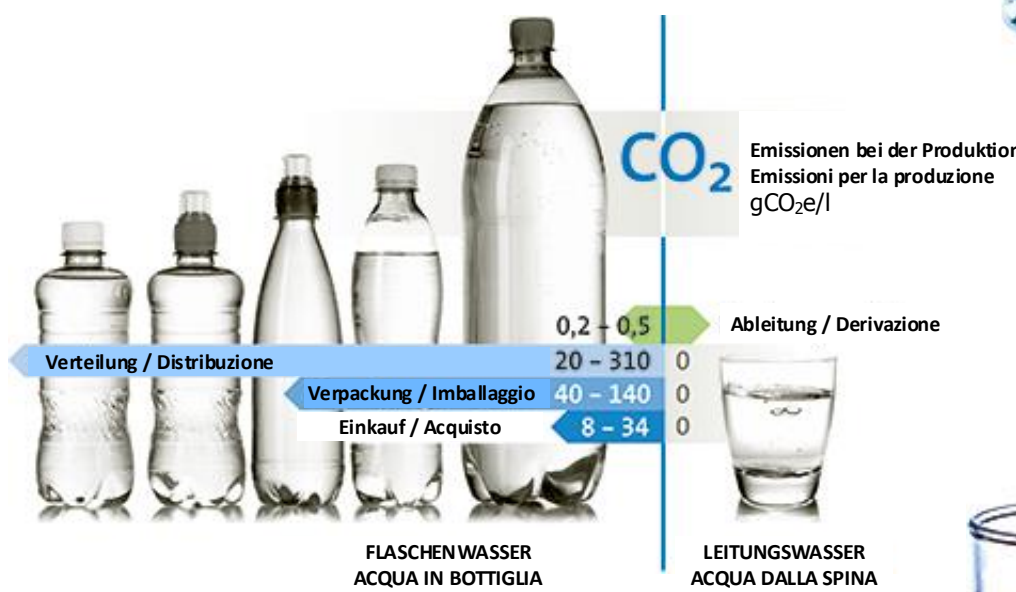 CO₂
Emissionen bei der Produktion
Emissioni per la produzione
gCO₂e/l
0,2 – 0,5
Ableitung / Derivazione
Verteilung / Distribuzione 20 – 310 0
Verpackung / Imballaggio 40 – 140 0
Einkauf / Acquisto 8 – 34 0
FLASCHENWASSER
ACQUA IN BOTTIGLIA
LEITUNGSWASSER
ACQUA DALLA SPINA